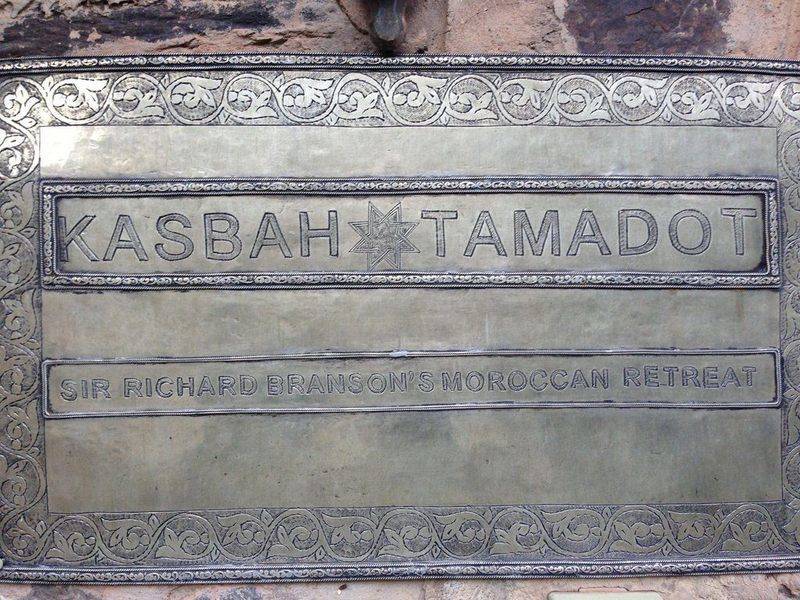 KASBAH TAMADOT
SIR RICHARD BRANSON'S MOROCCAN RETREAT